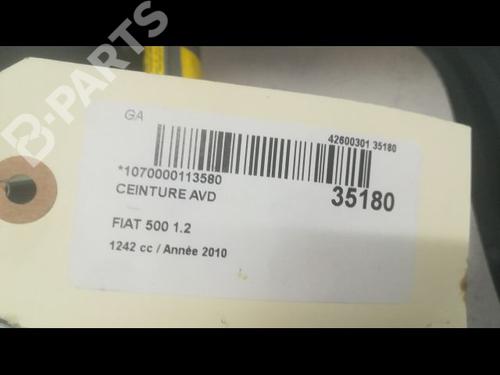 B-PARTS
GA
42600301 35180
*1070000113580
35180
CEINTURE AVD
FIAT 500 1.2
1242 cc / Année 2010